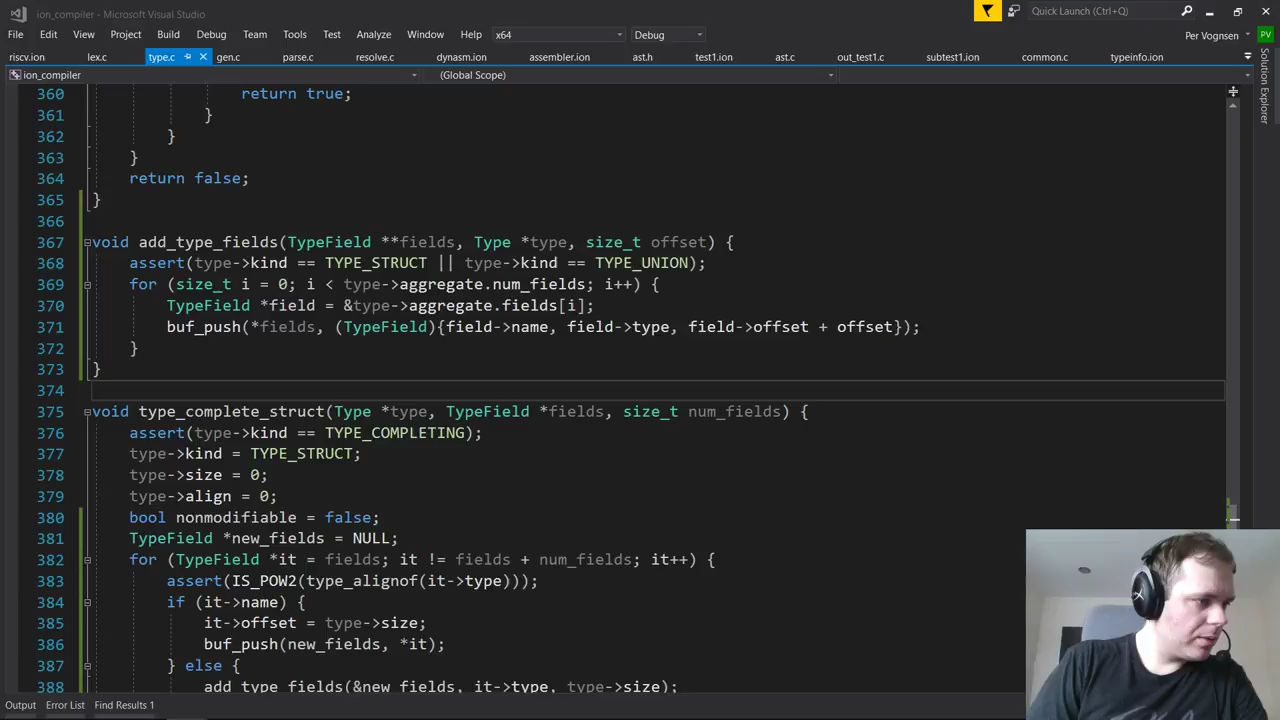 ion_compiler - Microsoft Visual Studio
Quick Launch (Ctrl+Q)
File Edit View Project Build Debug Team Tools Test Analyze Window Help x64 Debug Per Vognsen PV
riscv.ion lex.c type.c gen.c parse.c resolve.c dynasm.ion assembler.ion ast.h test1.ion ast.c out_test1.c subtest1.ion common.c typeinfo.ion
ion_compiler (Global Scope)
Solution Explorer
360 return true;
361 }
362 }
363 }
364 return false;
365 }
366
367 void add_type_fields(TypeField **fields, Type *type, size_t offset) {
368 assert(type->kind == TYPE_STRUCT || type->kind == TYPE_UNION);
369 for (size_t i = 0; i < type->aggregate.num_fields; i++) {
370 TypeField *field = &type->aggregate.fields[i];
371 buf_push(*fields, (TypeField){field->name, field->type, field->offset + offset});
372 }
373 }
374
375 void type_complete_struct(Type *type, TypeField *fields, size_t num_fields) {
376 assert(type->kind == TYPE_COMPLETING);
377 type->kind = TYPE_STRUCT;
378 type->size = 0;
379 type->align = 0;
380 bool nonmodifiable = false;
381 TypeField *new_fields = NULL;
382 for (TypeField *it = fields; it != fields + num_fields; it++) {
383 assert(IS_POW2(type_alignof(it->type)));
384 if (it->name) {
385 it->offset = type->size;
386 buf_push(new_fields, *it);
387 } else {
388 add_type_fields(&new_fields, it->type, type->size);
Output Error List Find Results 1